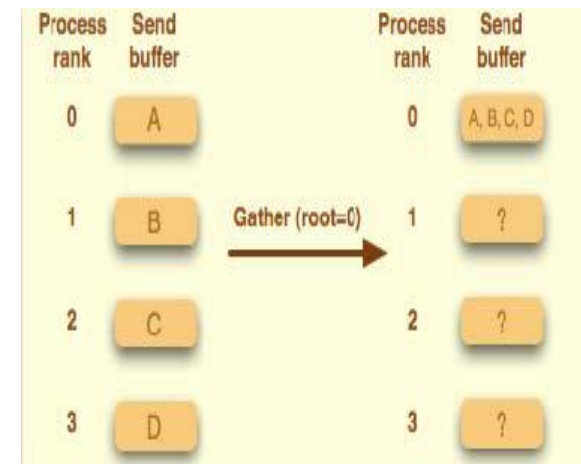 Process Send Process Send
rank buffer rank buffer
0 A 0 A, B, C, D
1 B Gather (root=0) 1 ?
2 C 2 ?
3 D 3 ?